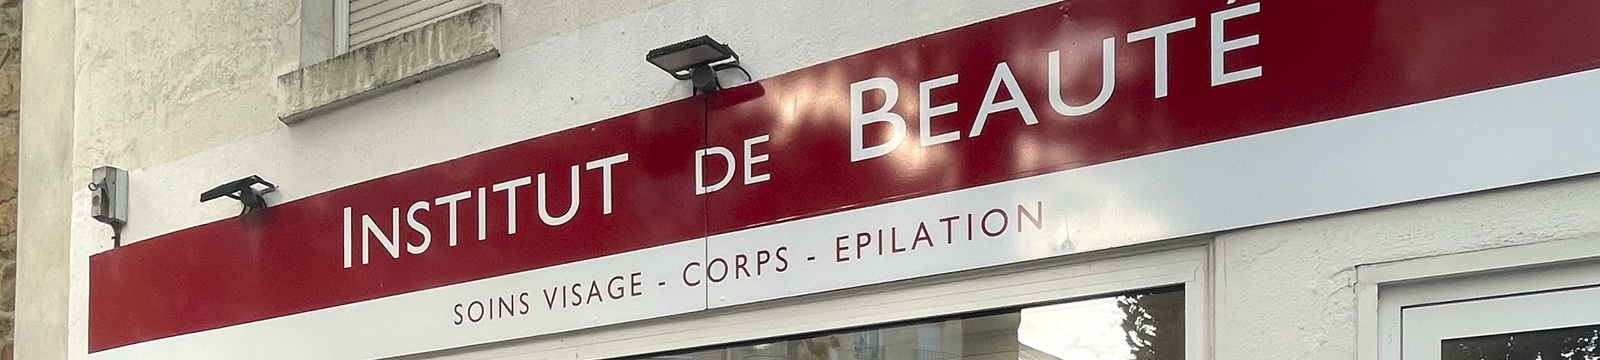 INSTITUT DE BEAUTÉ
SOINS VISAGE - CORPS - EPILATION